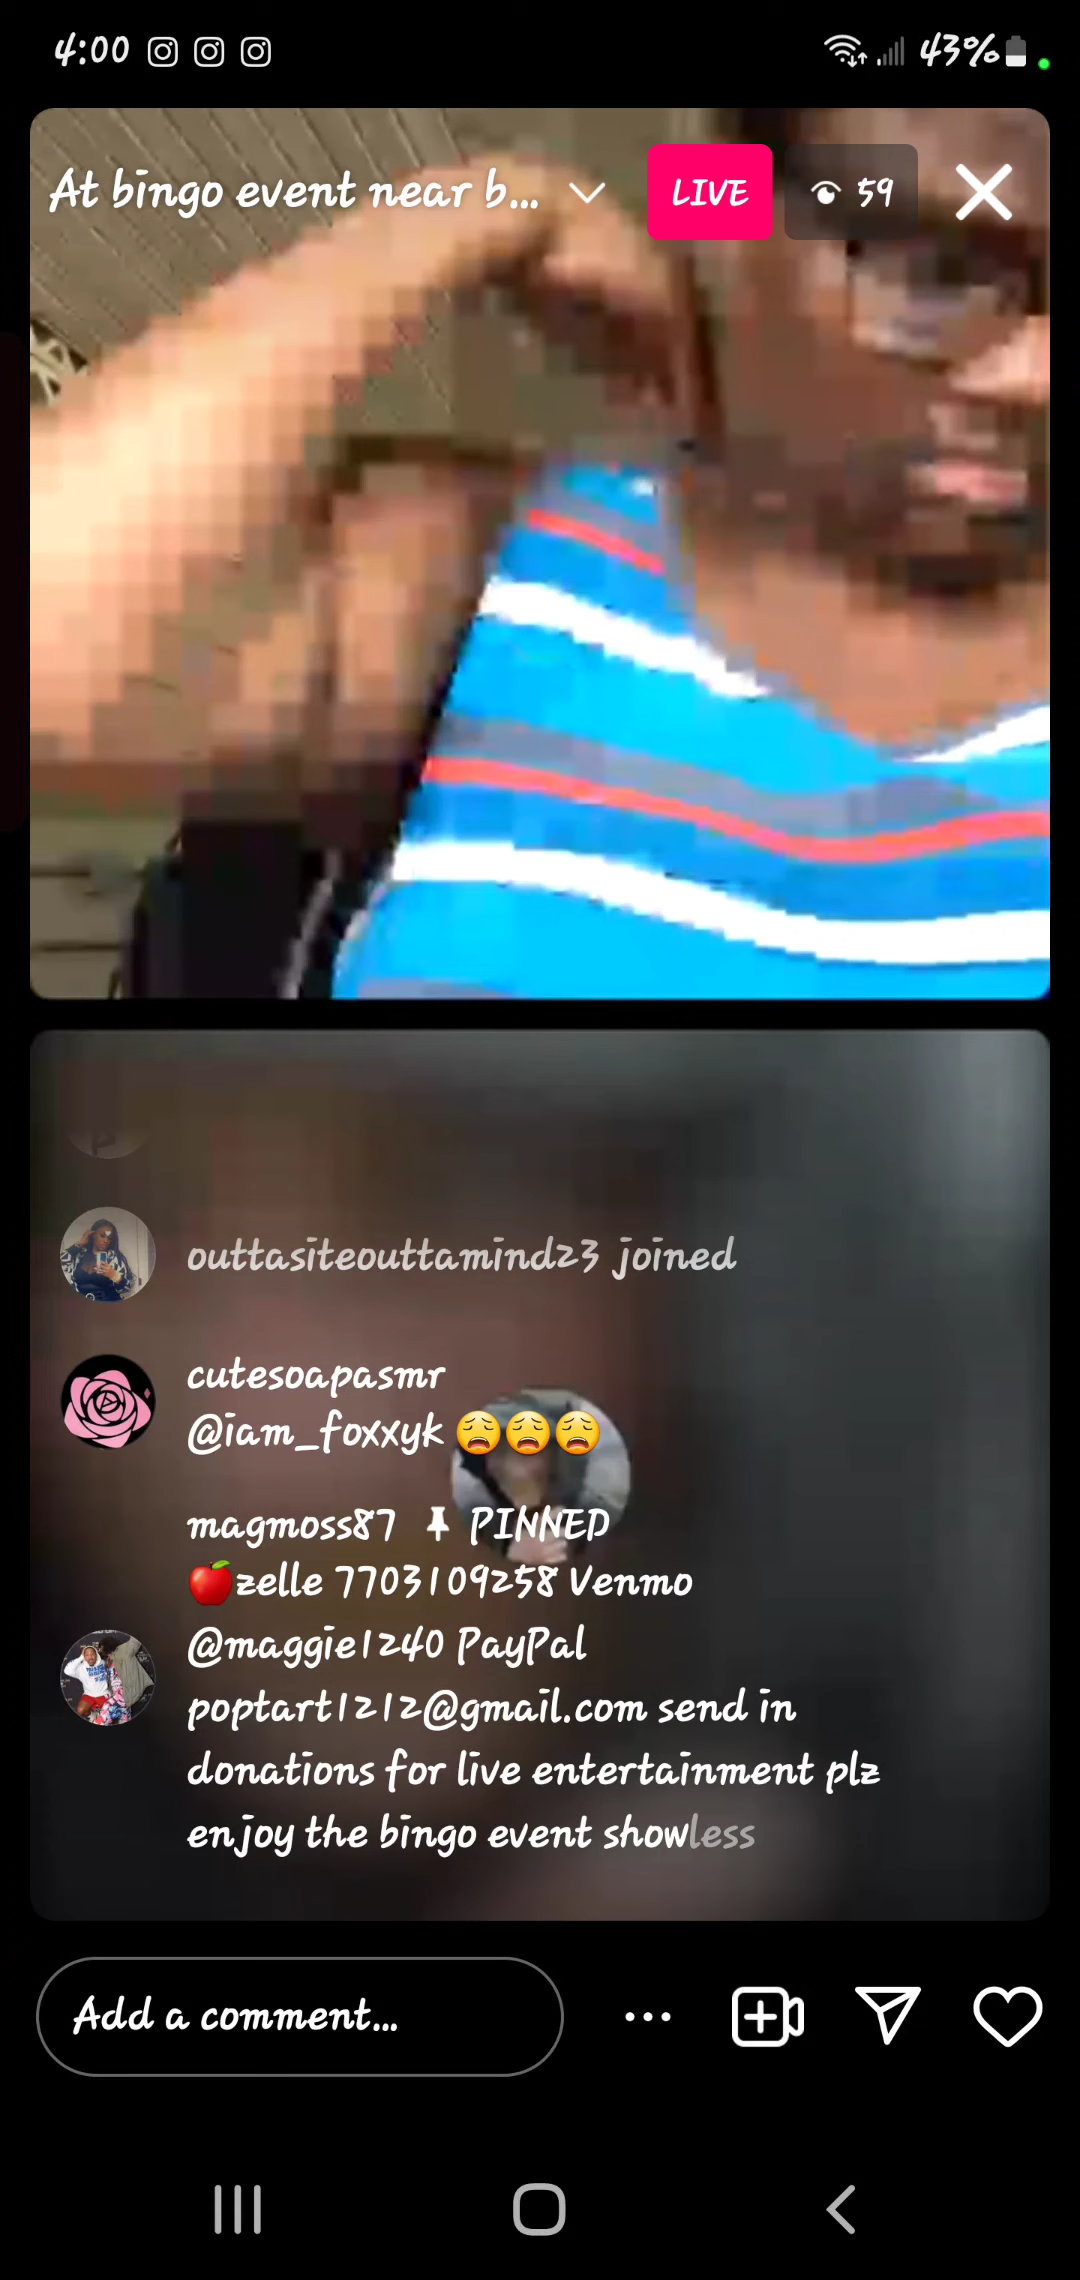 4:00 43%
At bingo event near b... LIVE 59
outtasiteouttamind23 joined
cutesoapasmr
@iam_foxxyk 😩😩😩
magmoss87 📌 PINNED
🍎zelle 7703109258 Venmo
@maggie1240 PayPal
poptart1212@gmail.com send in
donations for live entertainment plz
enjoy the bingo event showless
Add a comment...